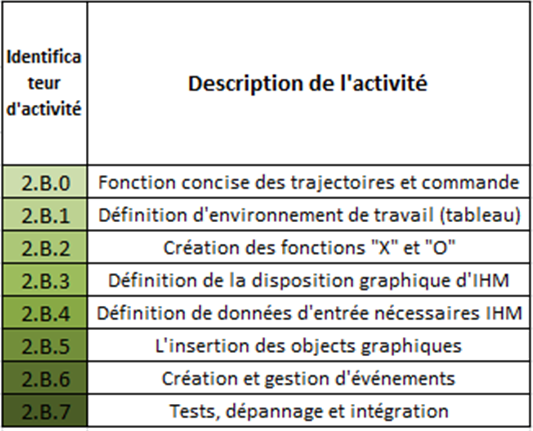 Identifica
teur
d'activité
Description de l'activité
2.B.0 Fonction concise des trajectoires et commande
2.B.1 Définition d'environnement de travail (tableau)
2.B.2 Création des fonctions "X" et "O"
2.B.3 Définition de la disposition graphique d'IHM
2.B.4 Définition de données d'entrée nécessaires IHM
2.B.5 L'insertion des objects graphiques
2.B.6 Création et gestion d'événements
2.B.7 Tests, dépannage et intégration